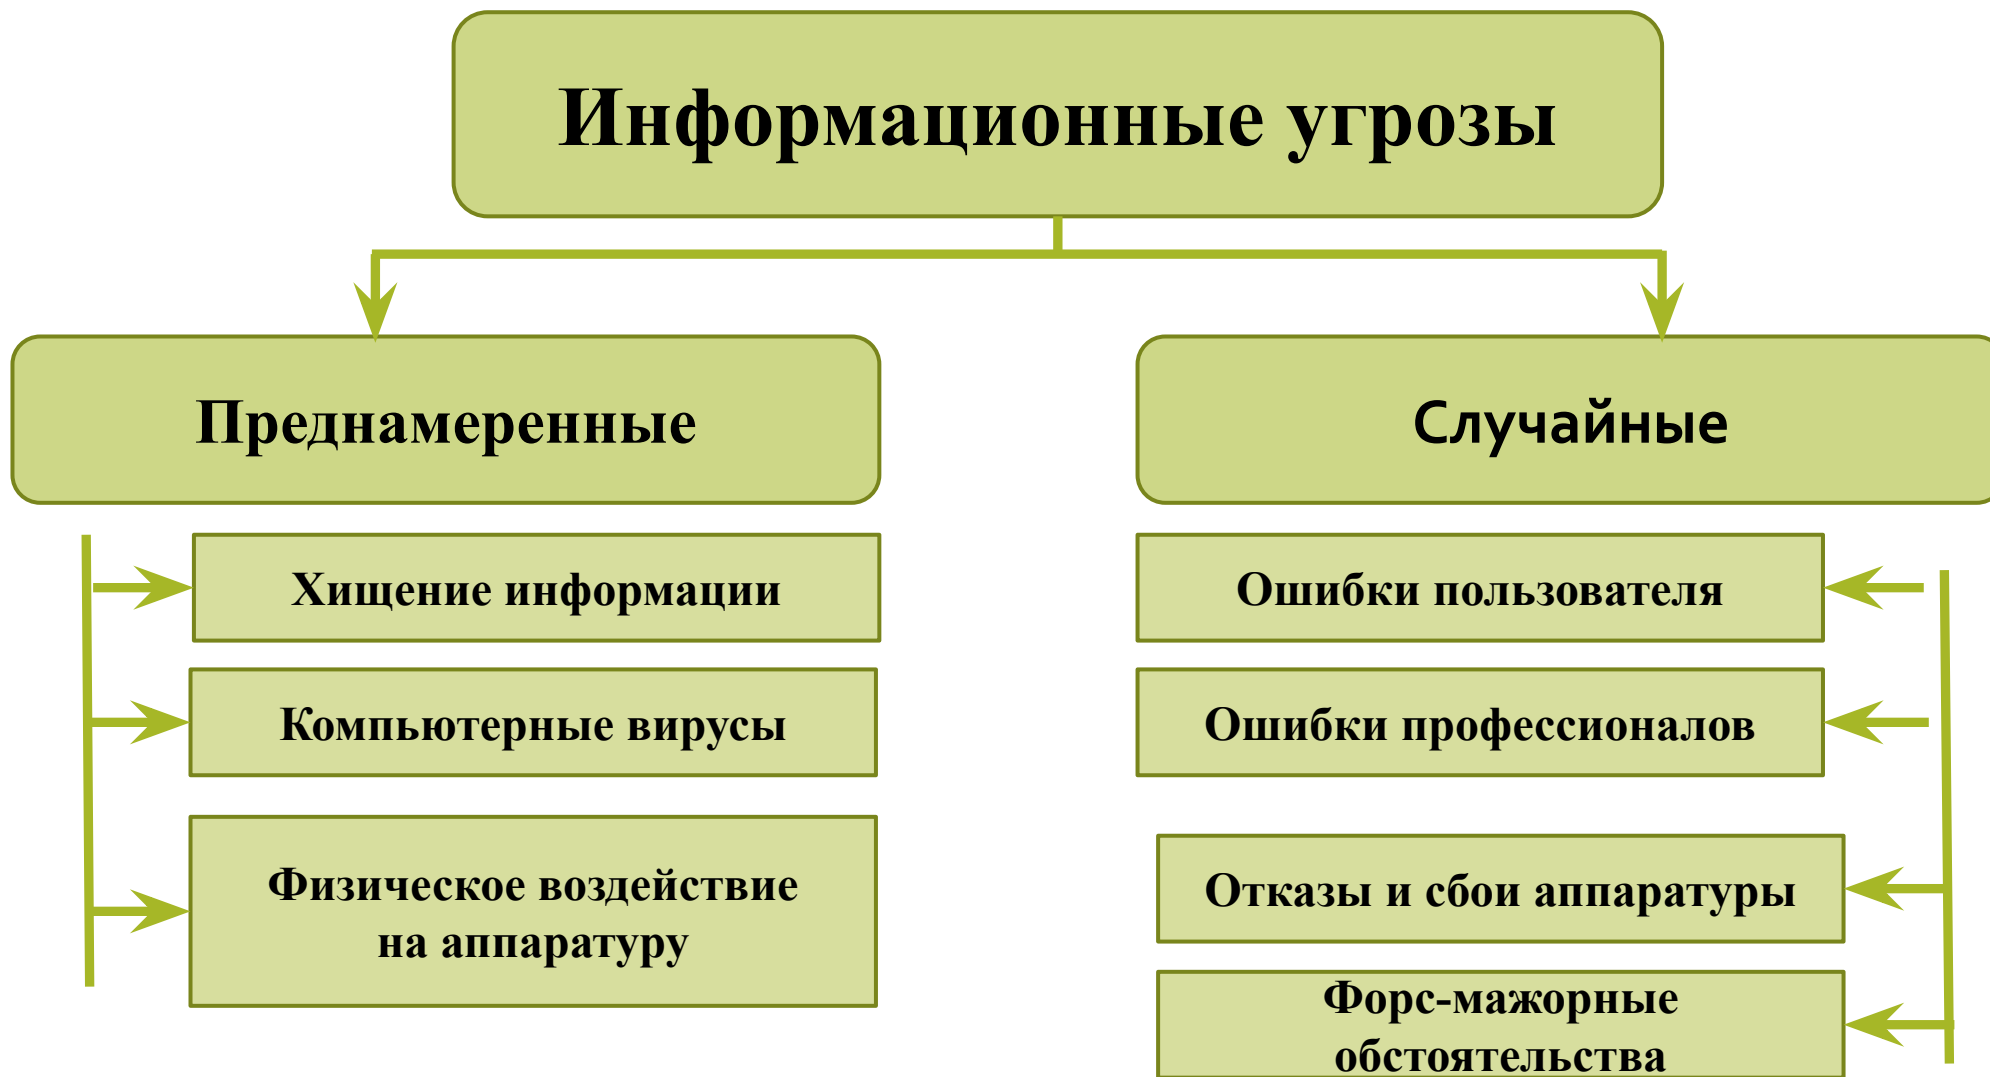 Информационные угрозы
Преднамеренные
Хищение информации
Компьютерные вирусы
Физическое воздействие
на аппаратуру
Случайные
Ошибки пользователя
Ошибки профессионалов
Отказы и сбои аппаратуры
Форс-мажорные
обстоятельства